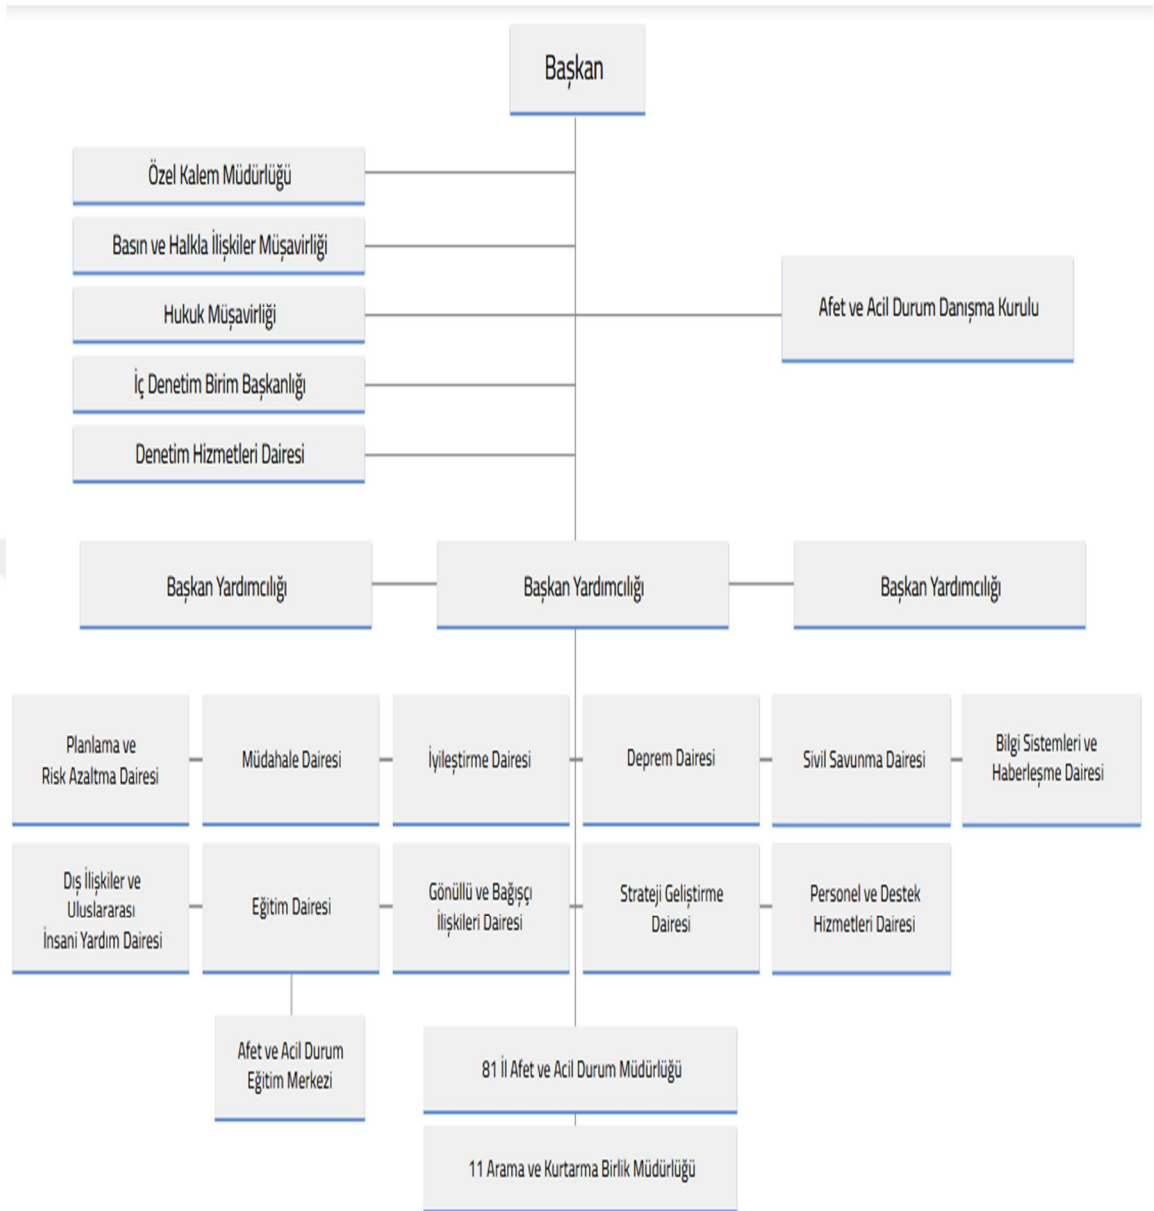 Başkan
Özel Kalem Müdürlüğü
Basın ve Halkla İlişkiler Müşavirliği
Hukuk Müşavirliği
Afet ve Acil Durum Danışma Kurulu
İç Denetim Birim Başkanlığı
Denetim Hizmetleri Dairesi
Başkan Yardımcılığı
Başkan Yardımcılığı
Başkan Yardımcılığı
Planlama ve
Risk Azaltma Dairesi
Müdahale Dairesi
İyileştirme Dairesi
Deprem Dairesi
Sivil Savunma Dairesi
Bilgi Sistemleri ve
Haberleşme Dairesi
Dış İlişkiler ve
Uluslararası
İnsani Yardım Dairesi
Eğitim Dairesi
Gönüllü ve Bağışçı
İlişkileri Dairesi
Strateji Geliştirme
Dairesi
Personel ve Destek
Hizmetleri Dairesi
Afet ve Acil Durum
Eğitim Merkezi
81 İl Afet ve Acil Durum Müdürlüğü
11 Arama ve Kurtarma Birlik Müdürlüğü